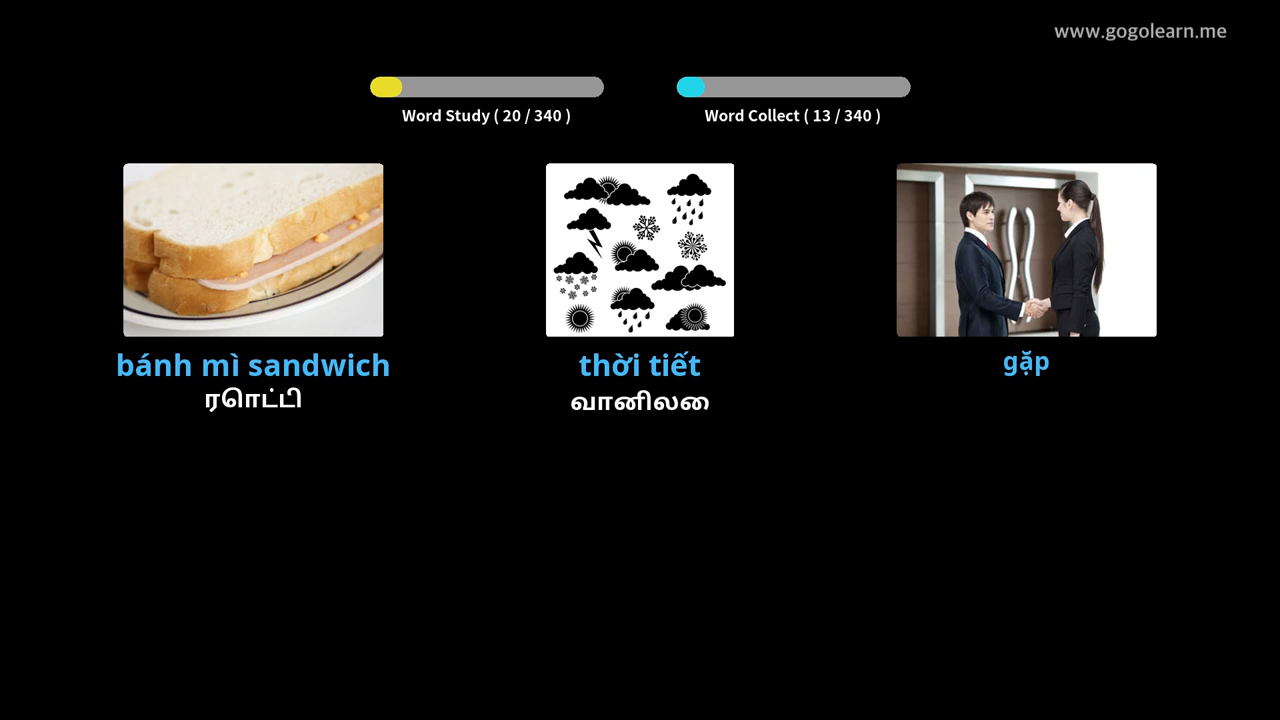 www.gogolearn.me
Word Study ( 20 / 340 )
Word Collect ( 13 / 340 )
bánh mì sandwich
ரொட்டி
thời tiết
வானிலை
gặp